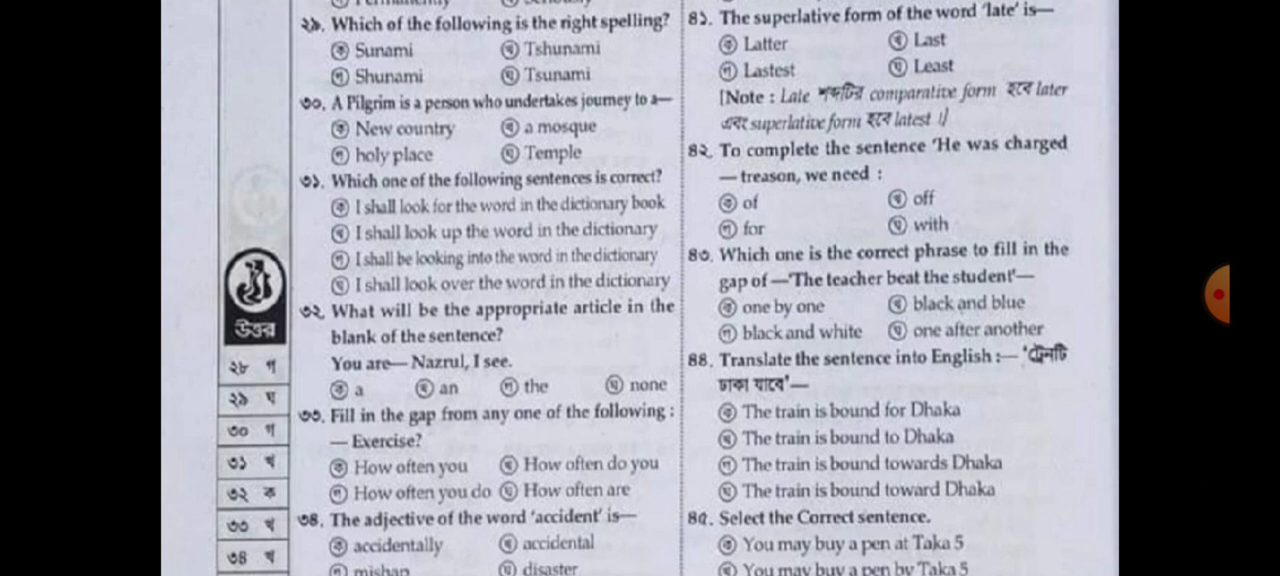 ২৯. Which of the following is the right spelling?
ক Sunami খ Tshunami
গ Shunami ঘ Tsunami
৩০. A Pilgrim is a person who undertakes journey to a—
ক New country খ a mosque
গ holy place ঘ Temple
৩১. Which one of the following sentences is correct?
ক I shall look for the word in the dictionary book
খ I shall look up the word in the dictionary
গ I shall be looking into the word in the dictionary
ঘ I shall look over the word in the dictionary
৩২. What will be the appropriate article in the
blank of the sentence?
You are— Nazrul, I see.
ক a খ an গ the ঘ none
৩৩. Fill in the gap from any one of the following :
— Exercise?
ক How often you খ How often do you
গ How often you do ঘ How often are
৩৪. The adjective of the word 'accident' is—
ক accidentally খ accidental
গ mishap ঘ disaster
উত্তর
২৮ গ
২৯ ঘ
৩০ গ
৩১ খ
৩২ ক
৩৩ খ
৩৪ খ
৪১. The superlative form of the word 'late' is—
ক Latter খ Last
গ Lastest ঘ Least
[Note : Late শব্দটির comparative form হবে later
এবং superlative form হবে latest ।]
৪২. To complete the sentence 'He was charged
— treason, we need :
ক of খ off
গ for ঘ with
৪৩. Which one is the correct phrase to fill in the
gap of —'The teacher beat the student'—
ক one by one খ black and blue
গ black and white ঘ one after another
৪৪. Translate the sentence into English :— 'ট্রেনটি
ঢাকা যাবে'—
ক The train is bound for Dhaka
খ The train is bound to Dhaka
গ The train is bound towards Dhaka
ঘ The train is bound toward Dhaka
৪৫. Select the Correct sentence.
ক You may buy a pen at Taka 5
খ You may buy a pen by Taka 5